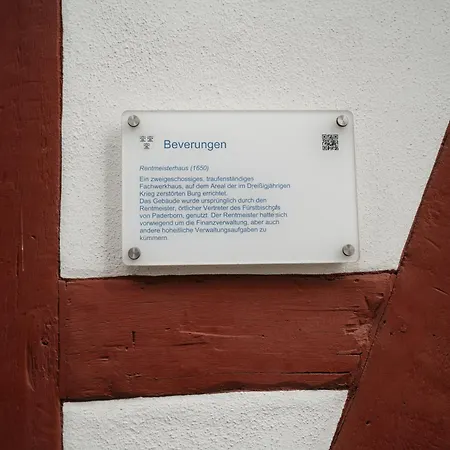 Beverungen
Rentmeisterhaus (1650)
Ein zweigeschossiges, traufenständiges
Fachwerkhaus, auf dem Areal der im Dreißigjährigen
Krieg zerstörten Burg errichtet.
Das Gebäude wurde ursprünglich durch den
Rentmeister, örtlicher Vertreter des Fürstbischofs
von Paderborn, genutzt. Der Rentmeister hatte sich
vorwiegend um die Finanzverwaltung, aber auch
andere hoheitliche Verwaltungsaufgaben zu
kümmern.